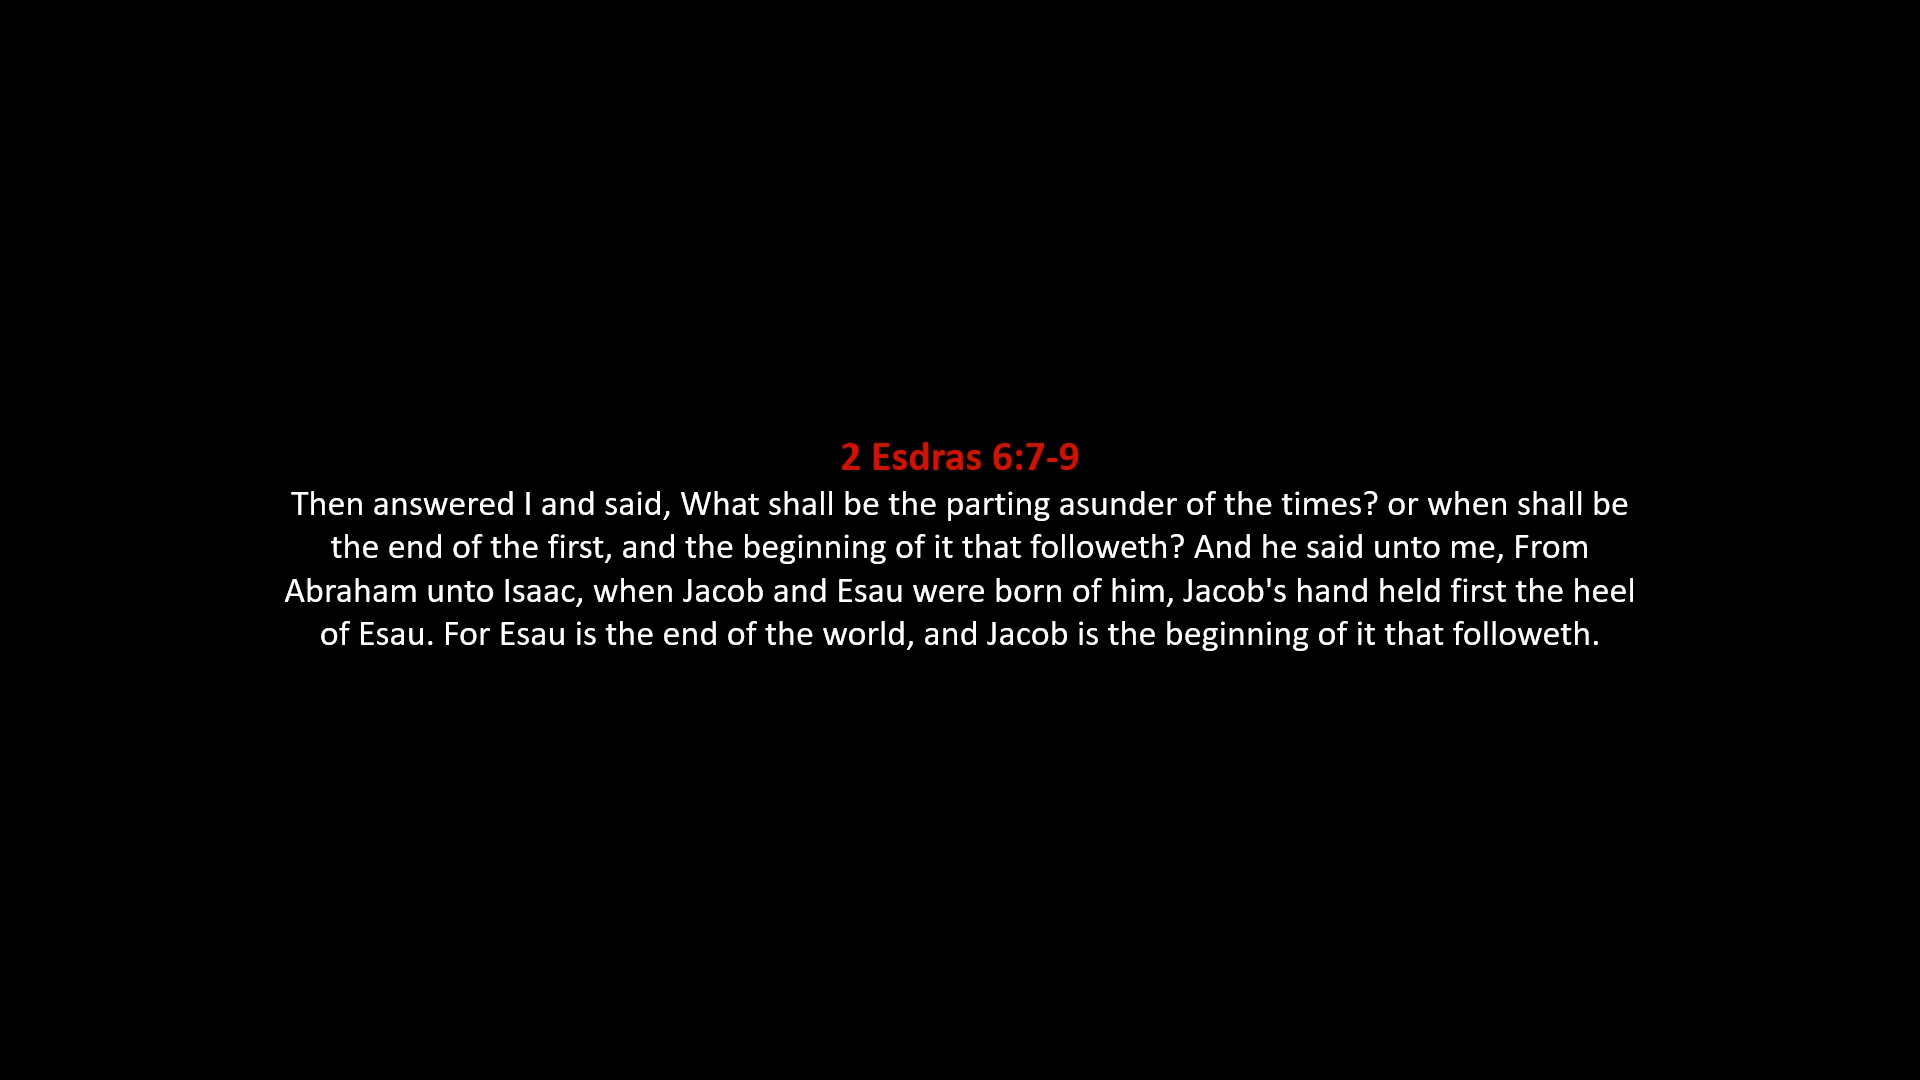 2 Esdras 6:7-9
Then answered I and said, What shall be the parting asunder of the times? or when shall be
the end of the first, and the beginning of it that followeth? And he said unto me, From
Abraham unto Isaac, when Jacob and Esau were born of him, Jacob's hand held first the heel
of Esau. For Esau is the end of the world, and Jacob is the beginning of it that followeth.